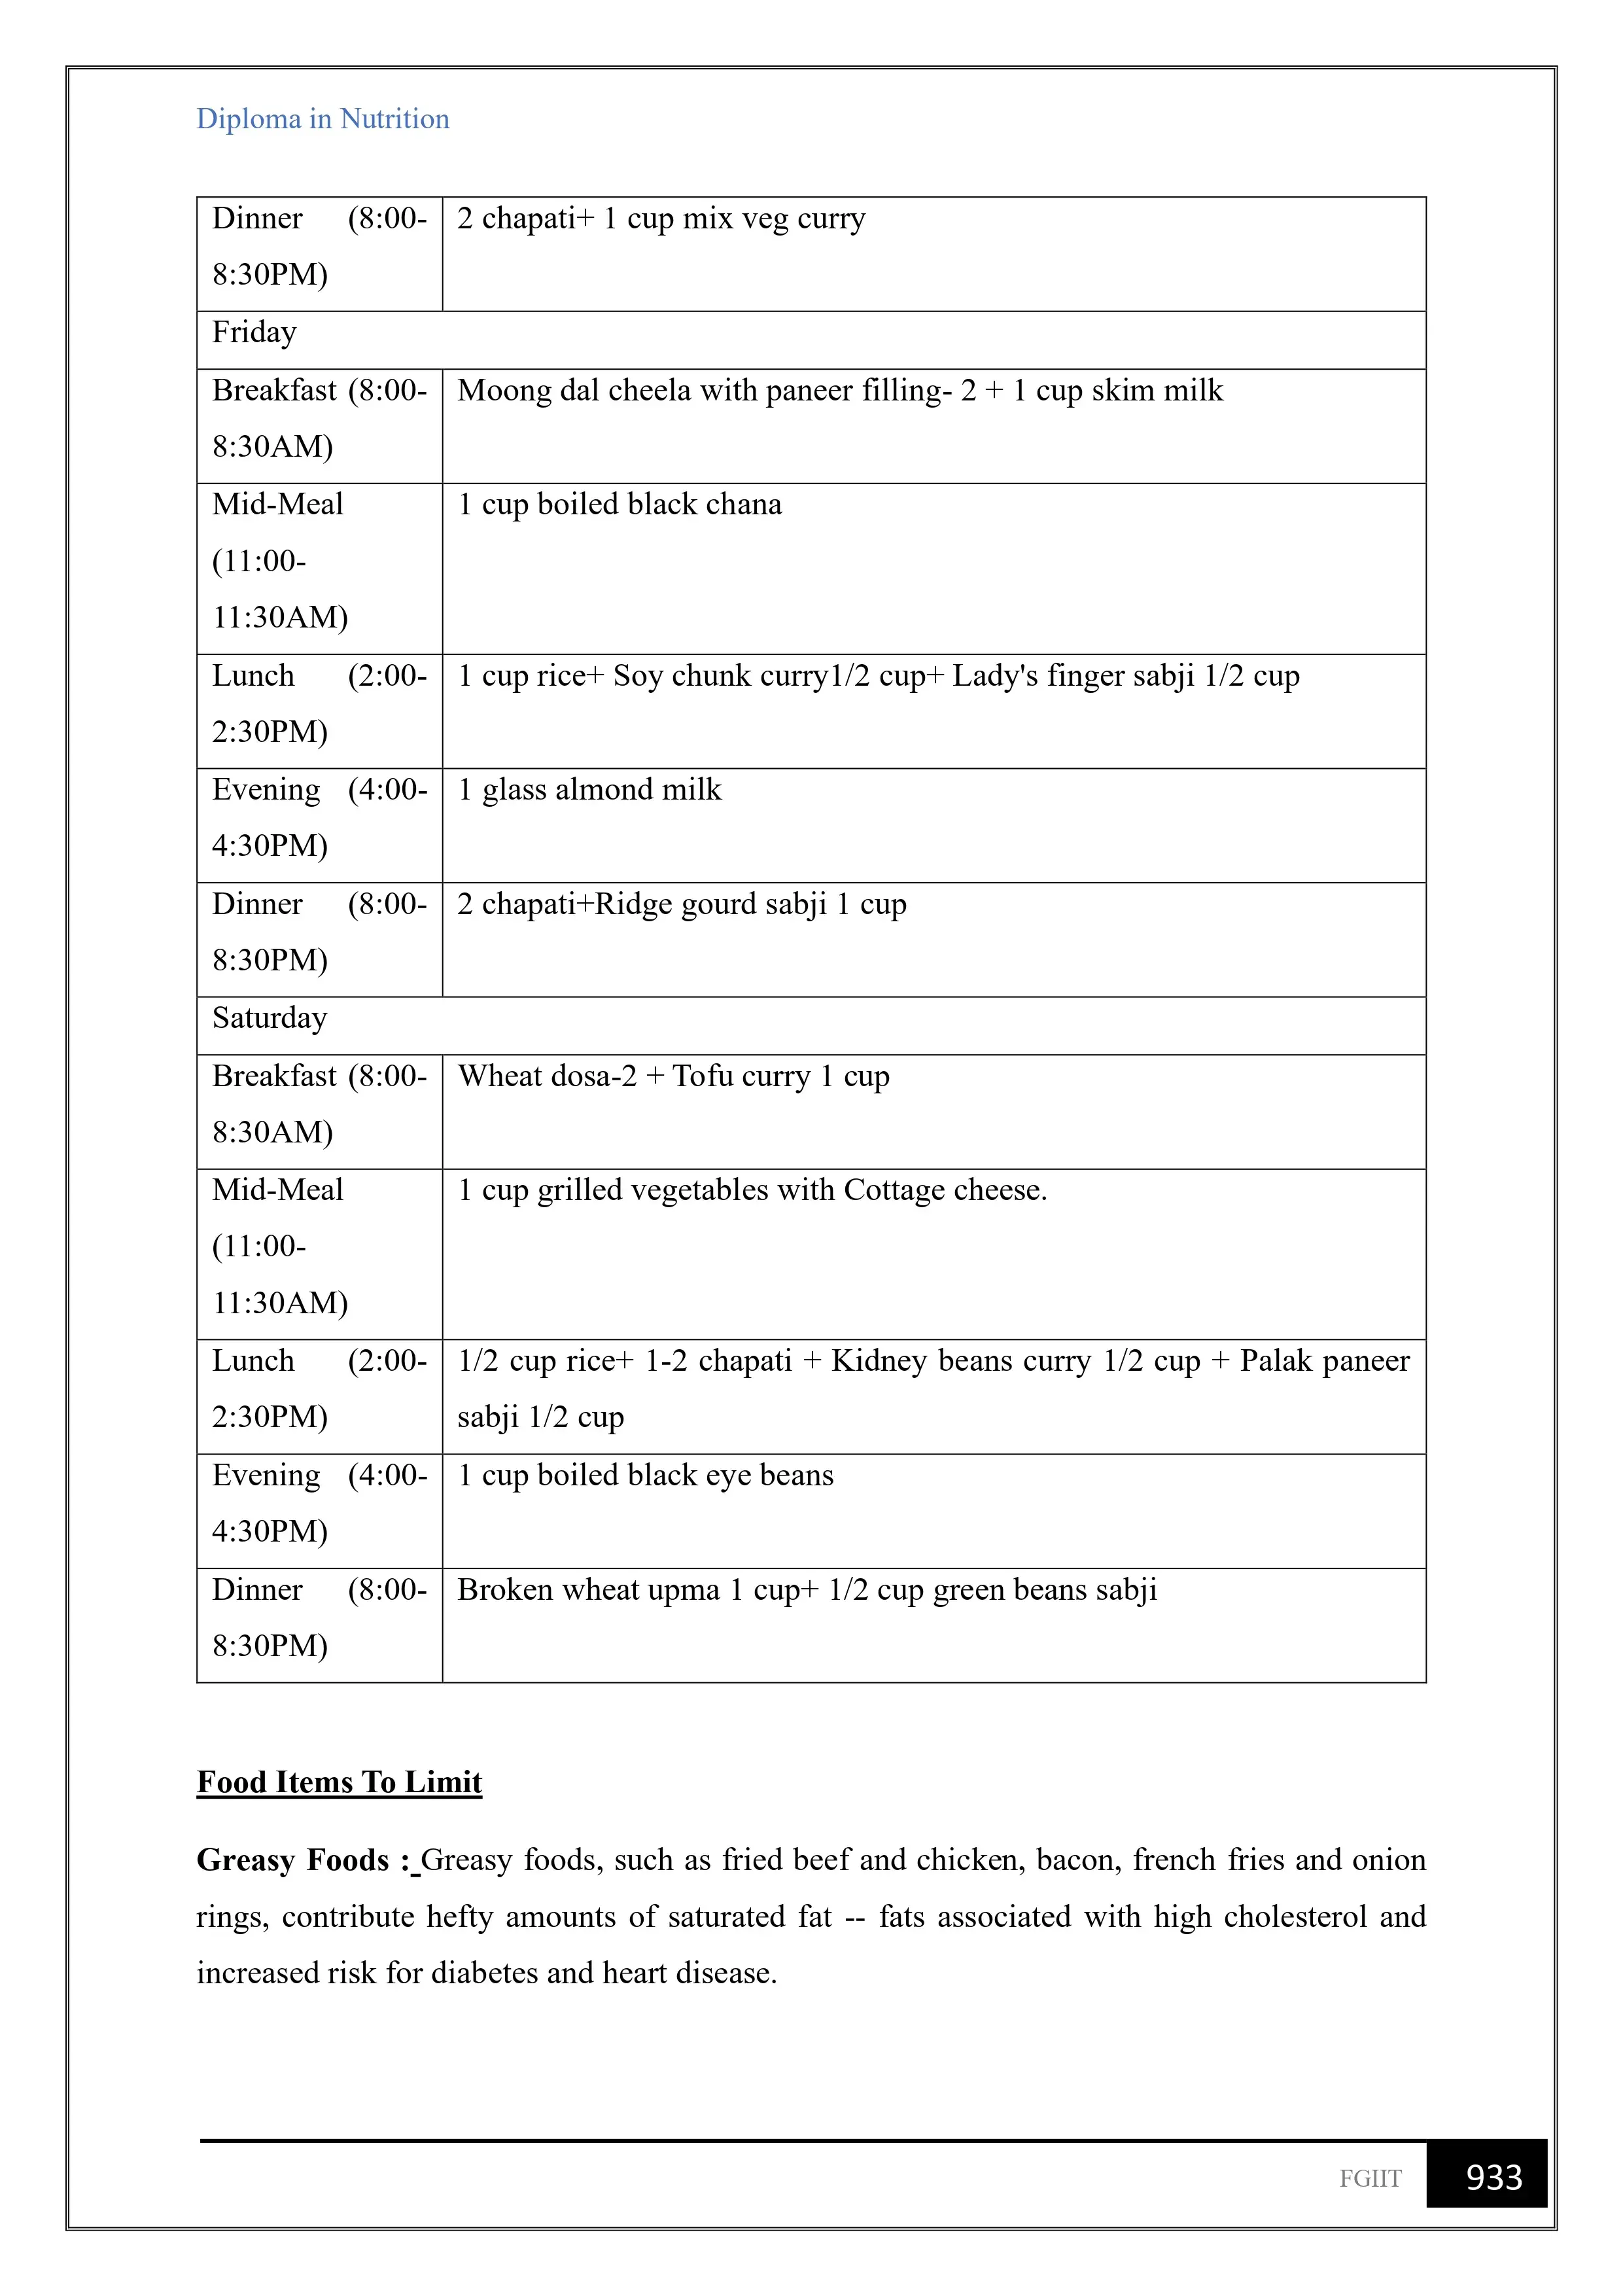 Diploma in Nutrition
Dinner (8:00-
8:30PM)
2 chapati+ 1 cup mix veg curry
Friday
Breakfast (8:00-
8:30AM)
Moong dal cheela with paneer filling- 2 + 1 cup skim milk
Mid-Meal
(11:00-
11:30AM)
1 cup boiled black chana
Lunch (2:00-
2:30PM)
1 cup rice+ Soy chunk curry1/2 cup+ Lady's finger sabji 1/2 cup
Evening (4:00-
4:30PM)
1 glass almond milk
Dinner (8:00-
8:30PM)
2 chapati+Ridge gourd sabji 1 cup
Saturday
Breakfast (8:00-
8:30AM)
Wheat dosa-2 + Tofu curry 1 cup
Mid-Meal
(11:00-
11:30AM)
1 cup grilled vegetables with Cottage cheese.
Lunch (2:00-
2:30PM)
1/2 cup rice+ 1-2 chapati + Kidney beans curry 1/2 cup + Palak paneer
sabji 1/2 cup
Evening (4:00-
4:30PM)
1 cup boiled black eye beans
Dinner (8:00-
8:30PM)
Broken wheat upma 1 cup+ 1/2 cup green beans sabji
Food Items To Limit
Greasy Foods : Greasy foods, such as fried beef and chicken, bacon, french fries and onion
rings, contribute hefty amounts of saturated fat -- fats associated with high cholesterol and
increased risk for diabetes and heart disease.
FGIIT 933